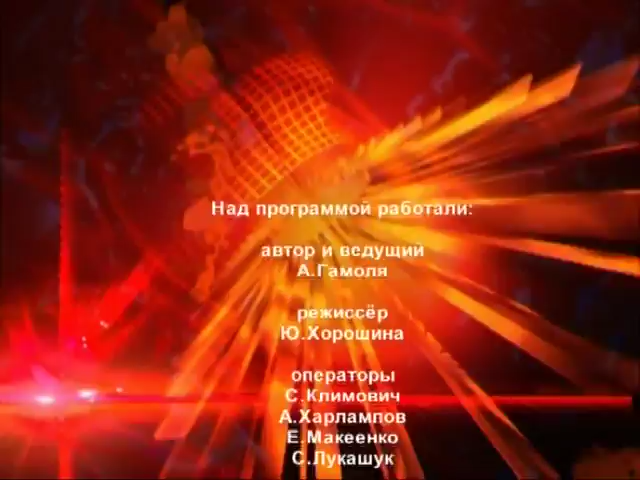 Над программой работали:
автор и ведущий
А.Гамоля
режиссёр
Ю.Хорошина
операторы
С.Климович
А.Харлампов
Е.Макеенко
С.Лукашук